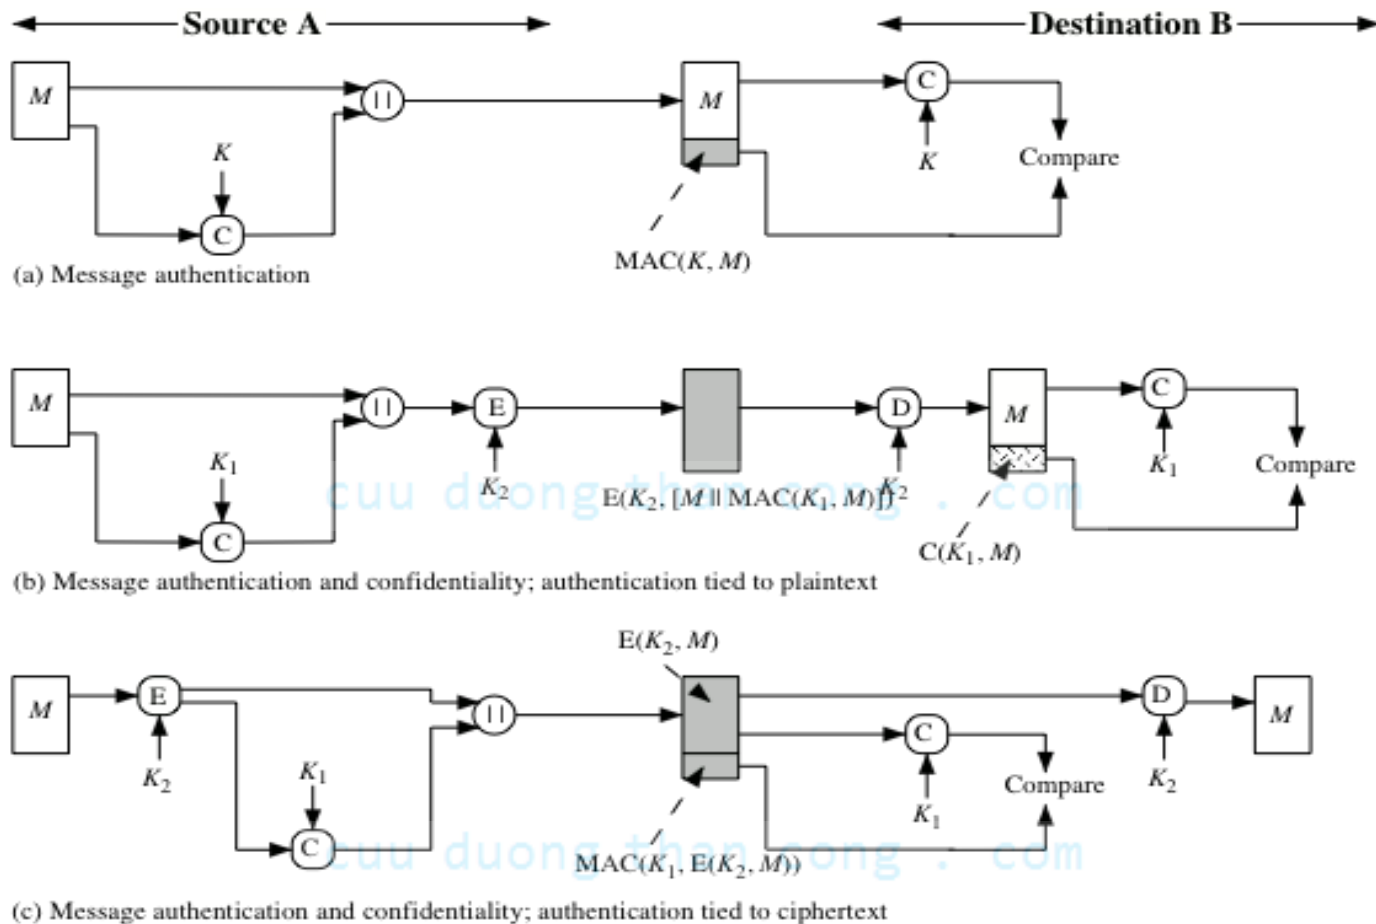 Source A
Destination B
M
||
M
C
K
K
Compare
C
MAC(K, M)
(a) Message authentication
M
||
E
D
M
C
K1
K2
K2
K1
Compare
cuu duong than cong . com
E(K2, [M || MAC(K1, M)])
C
C(K1, M)
(b) Message authentication and confidentiality; authentication tied to plaintext
E(K2, M)
M
E
||
D
M
C
K2
K1
K1
Compare
K2
C
cuu duong than cong . com
MAC(K1, E(K2, M))
(c) Message authentication and confidentiality; authentication tied to ciphertext